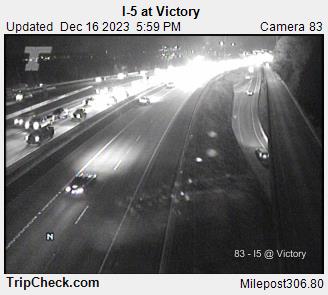 I-5 at Victory
Updated Dec 16 2023 5:59 PM Camera 83
T
N
83 - I5 @ Victory
TripCheck.com Milepost306.80